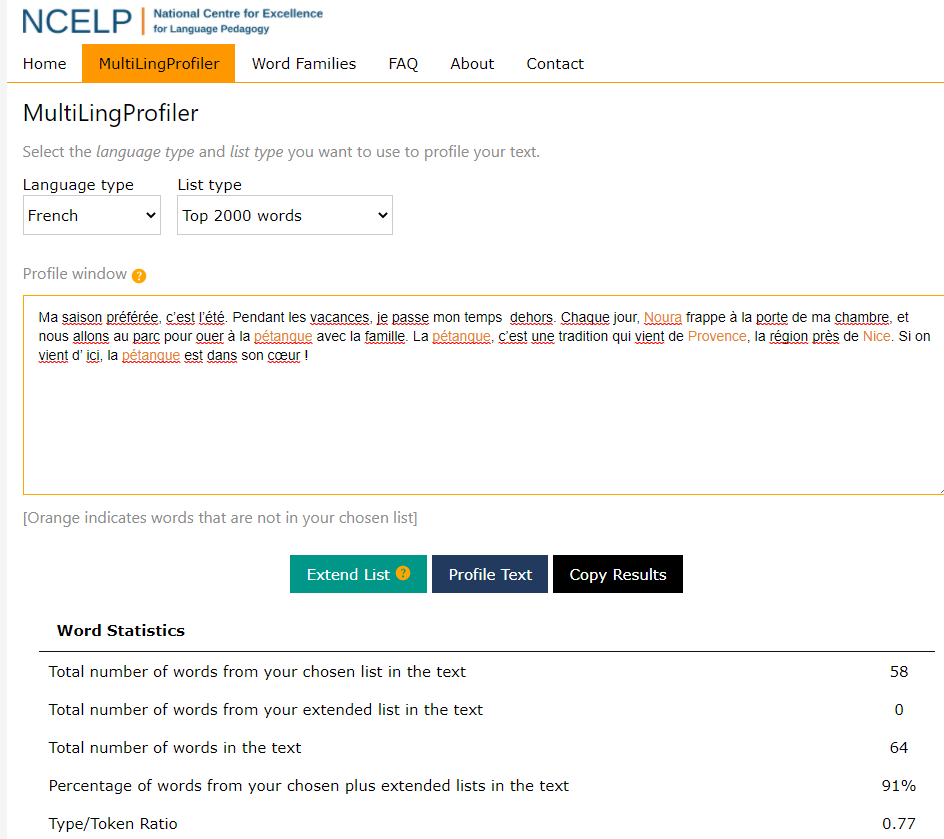 NCELP | National Centre for Excellence
for Language Pedagogy
Home MultiLingProfiler Word Families FAQ About Contact
MultiLingProfiler
Select the language type and list type you want to use to profile your text.
Language type List type
French Top 2000 words
Profile window ?
Ma saison préférée, c'est l'été. Pendant les vacances, je passe mon temps  dehors. Chaque jour, Noura frappe à la porte de ma chambre, et
nous allons au parc pour ouer à la pétangue avec la famille. La pétangue, c'est une tradition qui vient de Provence, la région près de Nice. Si on
vient d' ici, la pétangue est dans son cœur !
[Orange indicates words that are not in your chosen list]
Extend List ? Profile Text Copy Results
Word Statistics
Total number of words from your chosen list in the text 58
Total number of words from your extended list in the text 0
Total number of words in the text 64
Percentage of words from your chosen plus extended lists in the text 91%
Type/Token Ratio 0.77